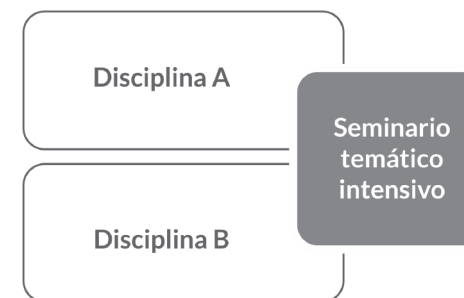 Disciplina A
Seminario
temático
intensivo
Disciplina B